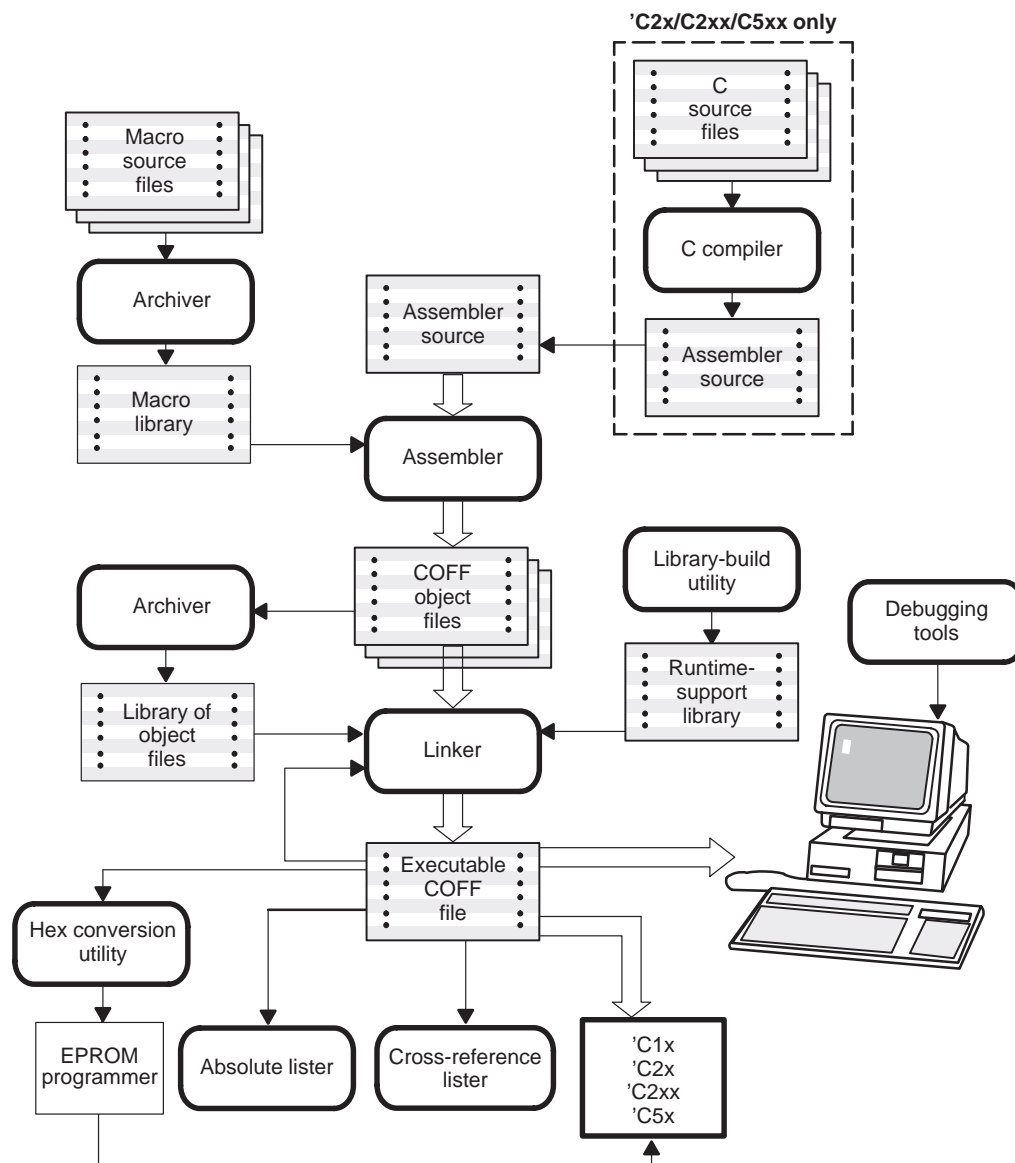 ’C2x/C2xx/C5xx only
C
source
files
Macro
source
files
C compiler
Archiver
Assembler
source
Assembler
source
Macro
library
Assembler
COFF
object
files
Library-build
utility
Archiver
Debugging
tools
Runtime-
support
library
Library of
object
files
Linker
Executable
COFF
file
Hex conversion
utility
EPROM
programmer
Absolute lister
Cross-reference
lister
’C1x
’C2x
’C2xx
’C5x